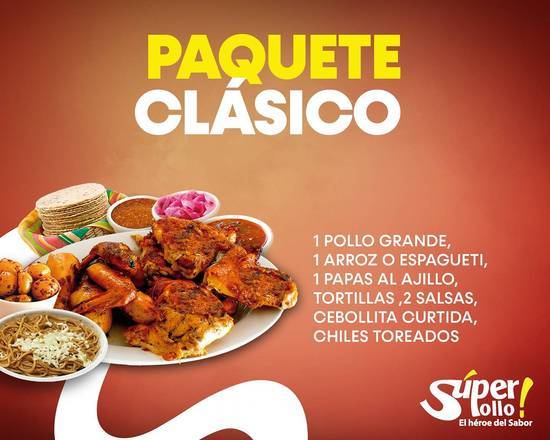 PAQUETE
CLÁSICO
1 POLLO GRANDE,
1 ARROZ O ESPAGUETI,
1 PAPAS AL AJILLO,
TORTILLAS ,2 SALSAS,
CEBOLLITA CURTIDA,
CHILES TOREADOS
Súper
Pollo!
El héroe del Sabor